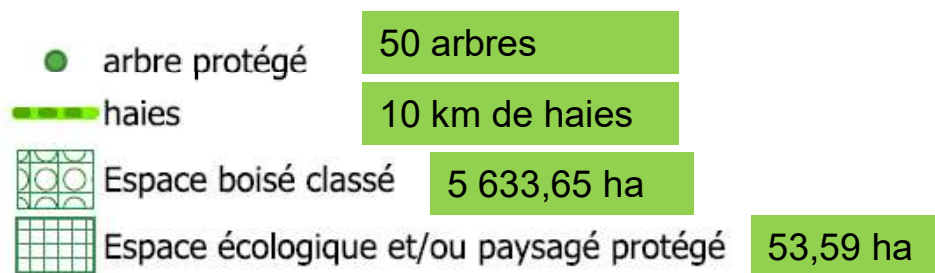 arbre protégé 50 arbres
haies 10 km de haies
Espace boisé classé 5 633,65 ha
Espace écologique et/ou paysagé protégé 53,59 ha